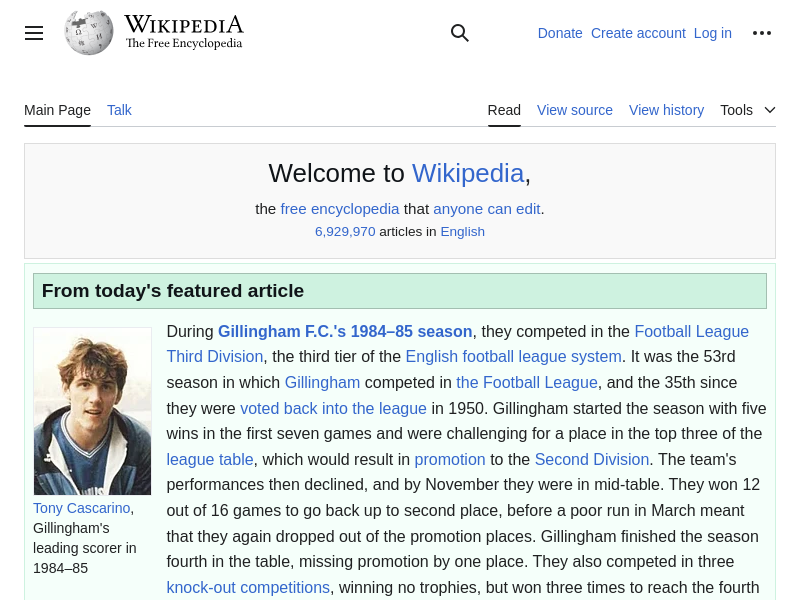 WIKIPEDIA
The Free Encyclopedia
Donate Create account Log in
Main Page Talk Read View source View history Tools
Welcome to Wikipedia,
the free encyclopedia that anyone can edit.
6,929,970 articles in English
From today's featured article
During Gillingham F.C.'s 1984–85 season, they competed in the Football League
Third Division, the third tier of the English football league system. It was the 53rd
season in which Gillingham competed in the Football League, and the 35th since
they were voted back into the league in 1950. Gillingham started the season with five
wins in the first seven games and were challenging for a place in the top three of the
league table, which would result in promotion to the Second Division. The team's
performances then declined, and by November they were in mid-table. They won 12
out of 16 games to go back up to second place, before a poor run in March meant
that they again dropped out of the promotion places. Gillingham finished the season
fourth in the table, missing promotion by one place. They also competed in three
knock-out competitions, winning no trophies, but won three times to reach the fourth
Tony Cascarino,
Gillingham's
leading scorer in
1984–85